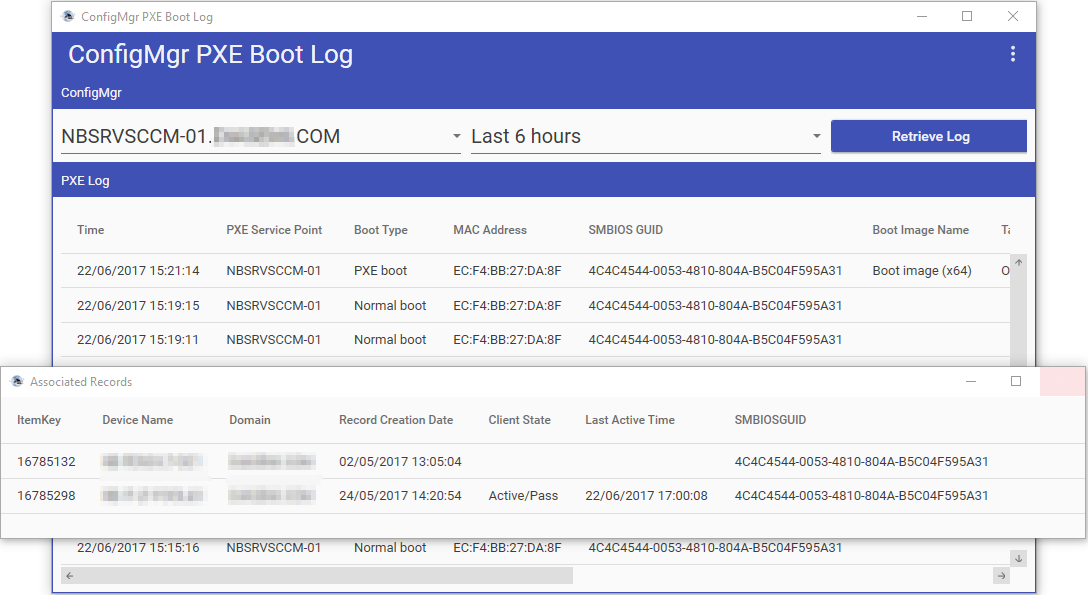 ConfigMgr PXE Boot Log
ConfigMgr PXE Boot Log
ConfigMgr
NBSRVSCCM-01. .COM Last 6 hours Retrieve Log
PXE Log
Time PXE Service Point Boot Type MAC Address SMBIOS GUID Boot Image Name
22/06/2017 15:21:14 NBSRVSCCM-01 PXE boot EC:F4:BB:27:DA:8F 4C4C4544-0053-4810-804A-B5C04F595A31 Boot image (x64)
22/06/2017 15:19:15 NBSRVSCCM-01 Normal boot EC:F4:BB:27:DA:8F 4C4C4544-0053-4810-804A-B5C04F595A31
22/06/2017 15:19:11 NBSRVSCCM-01 Normal boot EC:F4:BB:27:DA:8F 4C4C4544-0053-4810-804A-B5C04F595A31
Associated Records
ItemKey Device Name Domain Record Creation Date Client State Last Active Time SMBIOSGUID
16785132 02/05/2017 13:05:04 4C4C4544-0053-4810-804A-B5C04F595A31
16785298 24/05/2017 14:20:54 Active/Pass 22/06/2017 17:00:08 4C4C4544-0053-4810-804A-B5C04F595A31
22/06/2017 15:15:16 NBSRVSCCM-01 Normal boot EC:F4:BB:27:DA:8F 4C4C4544-0053-4810-804A-B5C04F595A31